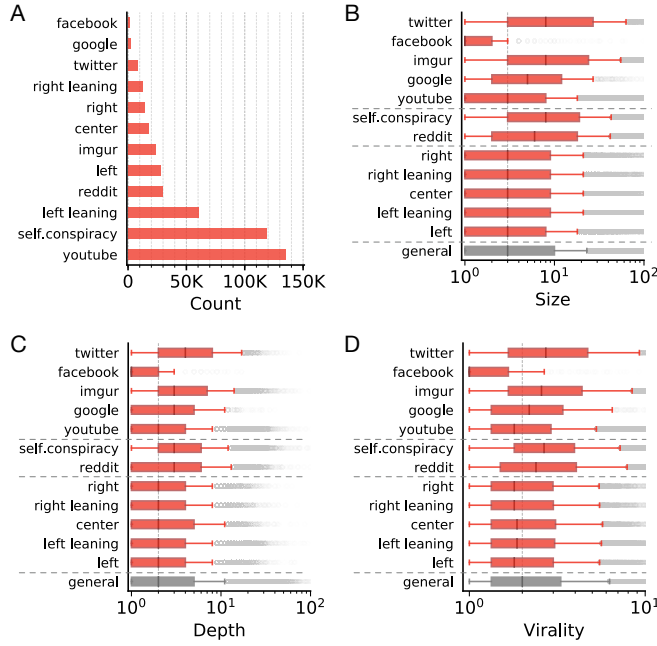 A
facebook
google
twitter
right leaning
right
center
imgur
left
reddit
left leaning
self.conspiracy
youtube
0 50K 100K 150K
Count
B
twitter
facebook
imgur
google
youtube
self.conspiracy
reddit
right
right leaning
center
left leaning
left
general
10^0 10^1 10^2
Size
C
twitter
facebook
imgur
google
youtube
self.conspiracy
reddit
right
right leaning
center
left leaning
left
general
10^0 10^1 10^2
Depth
D
twitter
facebook
imgur
google
youtube
self.conspiracy
reddit
right
right leaning
center
left leaning
left
general
10^0 10
Virality